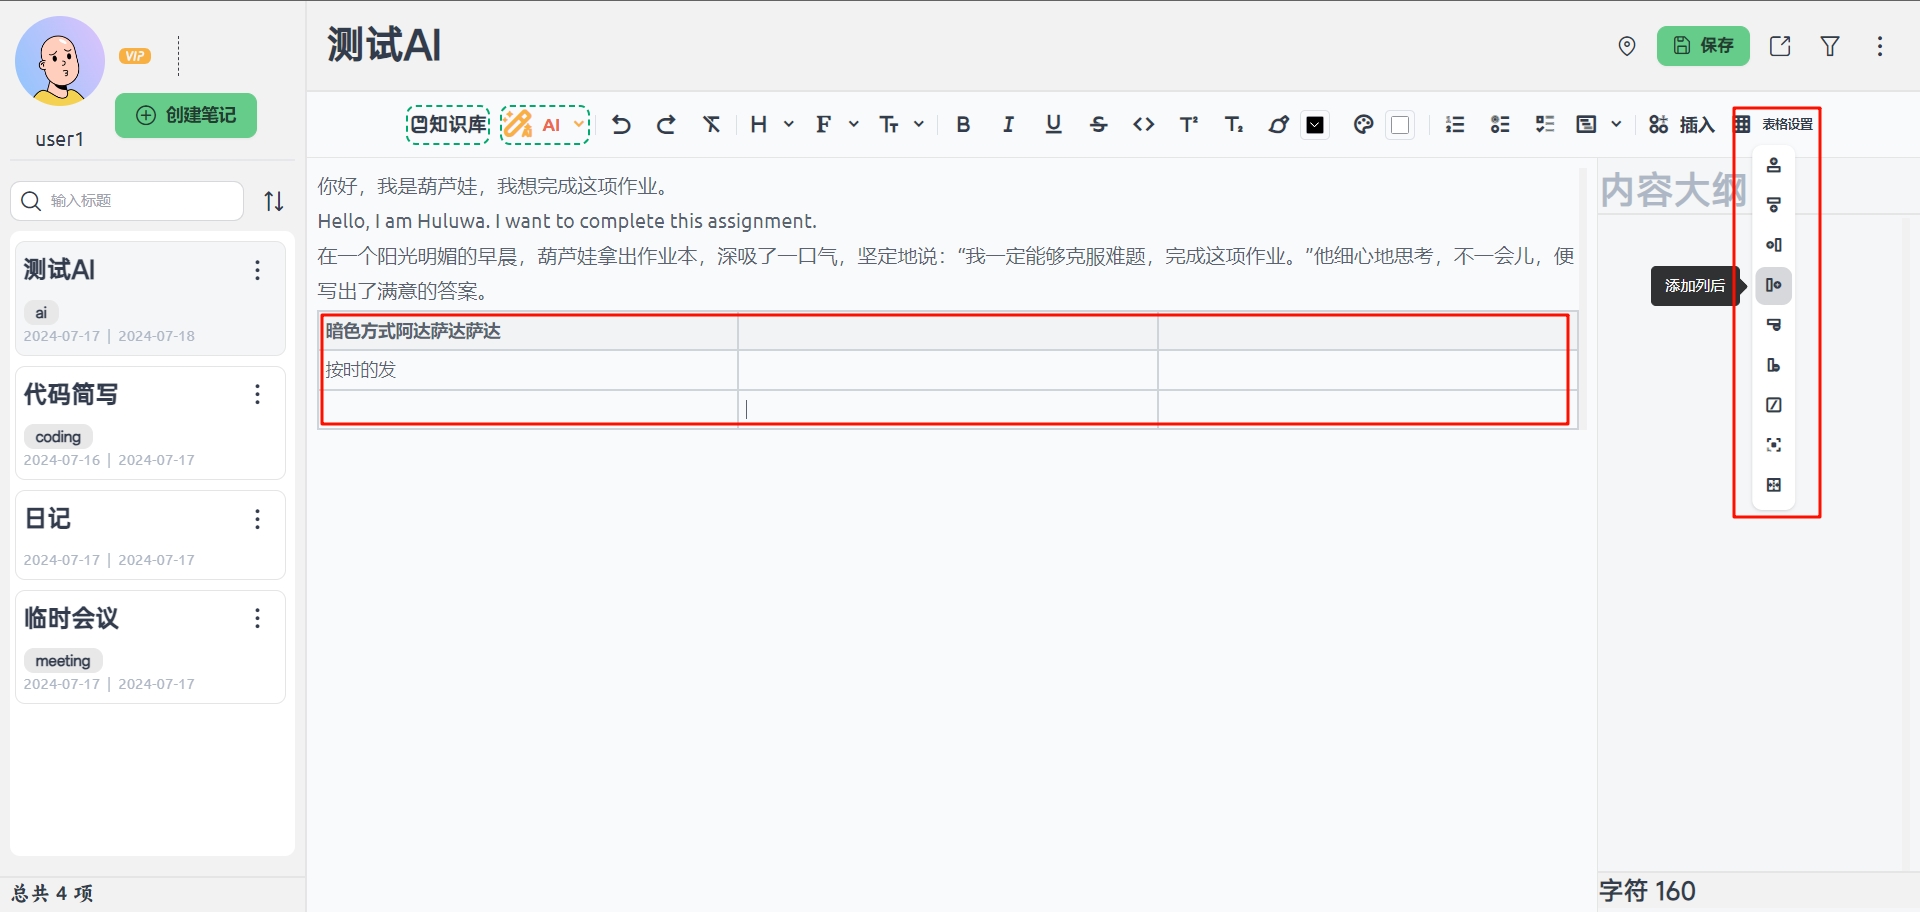 VIP
创建笔记
user1
输入标题
测试AI
ai
2024-07-17 | 2024-07-18
代码简写
coding
2024-07-16 | 2024-07-17
日记
2024-07-17 | 2024-07-17
临时会议
meeting
2024-07-17 | 2024-07-17
总共 4 项
测试AI
保存
知识库 AI H F Tт B I U S <> T² T₂ 插入 表格设置
你好，我是葫芦娃，我想完成这项作业。
Hello, I am Huluwa. I want to complete this assignment.
在一个阳光明媚的早晨，葫芦娃拿出作业本，深吸了一口气，坚定地说：“我一定能够克服难题，完成这项作业。”他细心地思考，不一会儿，便
写出了满意的答案。
暗色方式阿达萨达萨达
按时的发
内容大纲
添加列后
字符 160